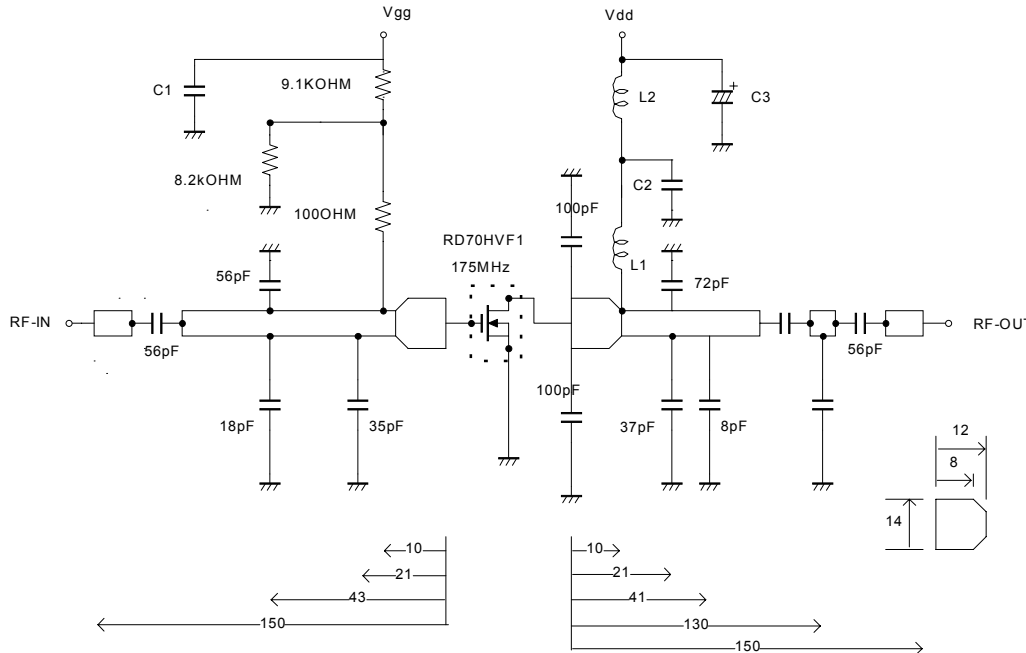 Vgg
Vdd
C1
9.1KOHM
L2
C3
+
8.2kOHM
100OHM
C2
100pF
RD70HVF1
175MHz
L1
56pF
72pF
RF-IN
56pF
56pF
RF-OUT
18pF
35pF
100pF
37pF
8pF
12
8
14
10
10
21
21
43
41
130
150
150